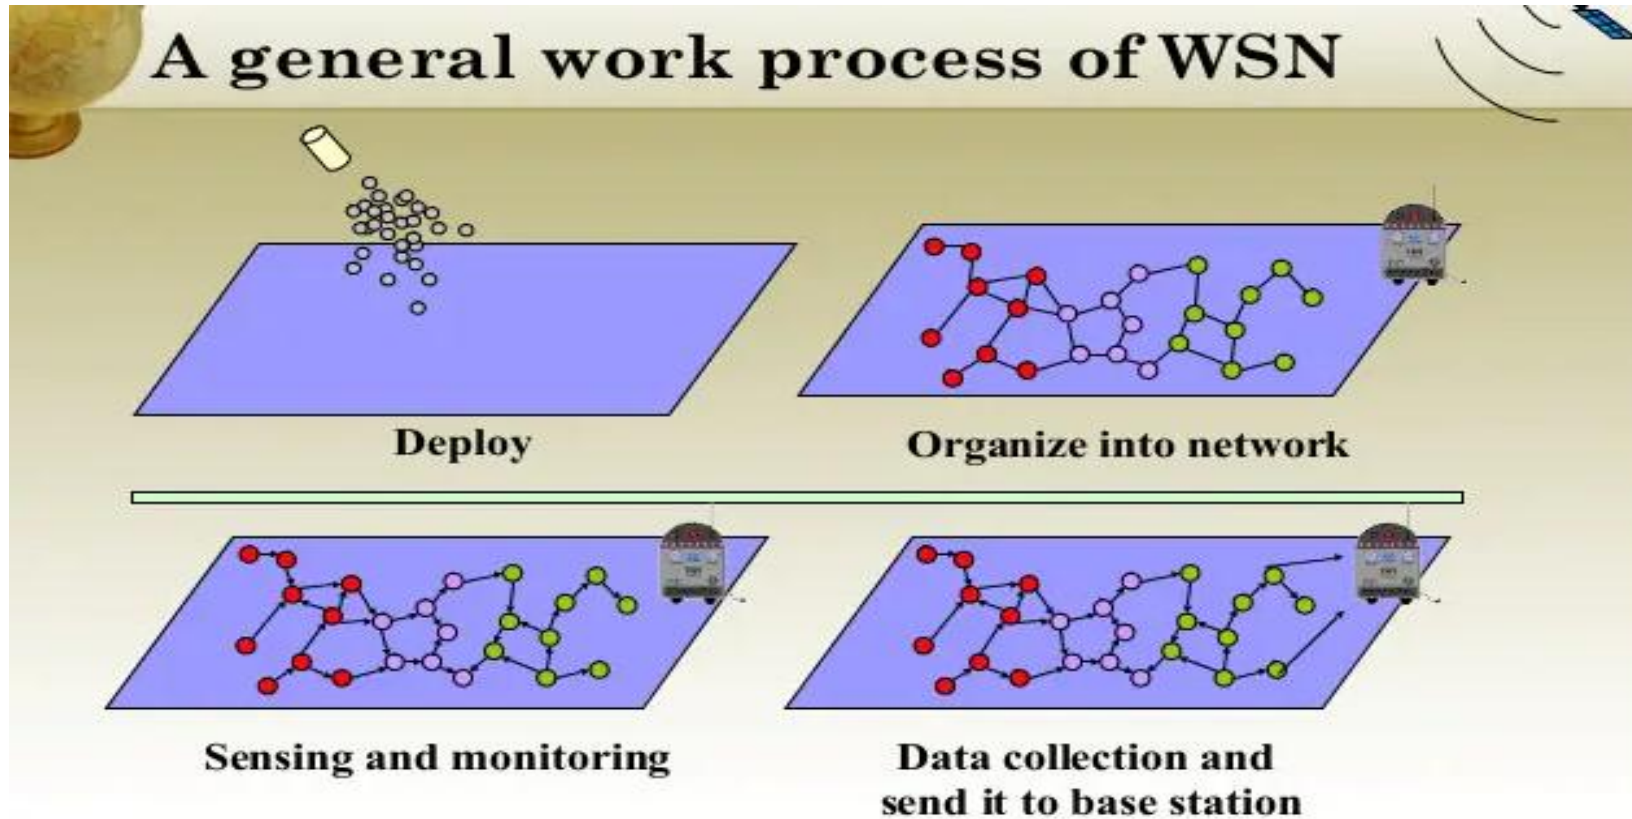 A general work process of WSN
Deploy
Organize into network
Sensing and monitoring
Data collection and
send it to base station